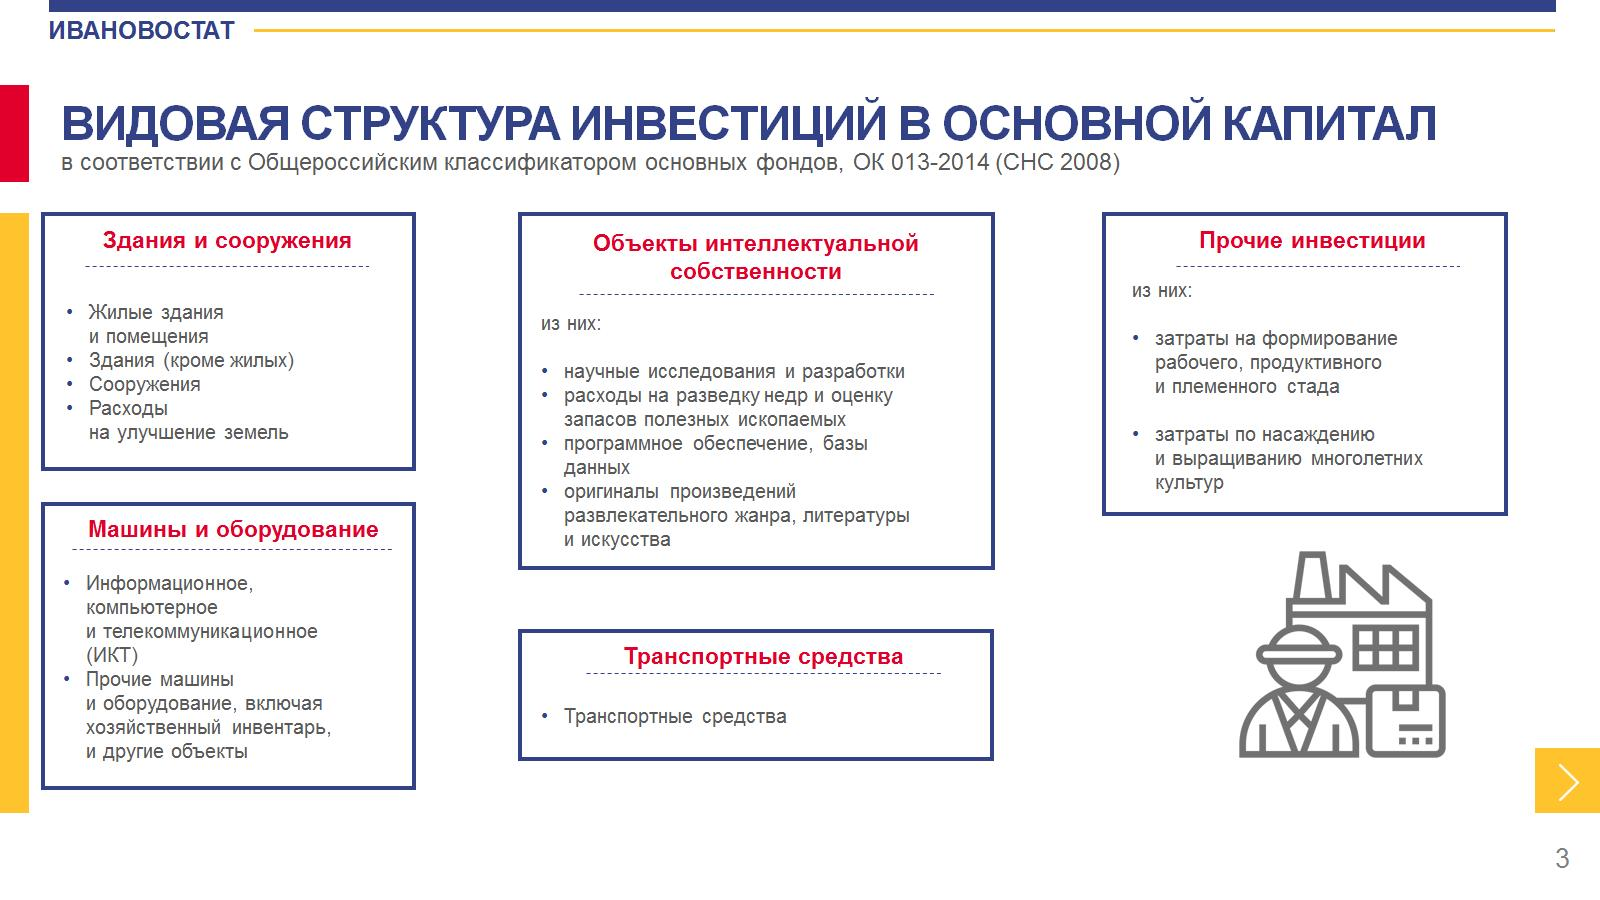 ИВАНОВОСТАТ
ВИДОВАЯ СТРУКТУРА ИНВЕСТИЦИЙ В ОСНОВНОЙ КАПИТАЛ
в соответствии с Общероссийским классификатором основных фондов, ОК 013-2014 (СНС 2008)
Здания и сооружения
• Жилые здания
и помещения
• Здания (кроме жилых)
• Сооружения
• Расходы
на улучшение земель
Машины и оборудование
• Информационное,
компьютерное
и телекоммуникационное
(ИКТ)
• Прочие машины
и оборудование, включая
хозяйственный инвентарь,
и другие объекты
Объекты интеллектуальной
собственности
из них:
• научные исследования и разработки
• расходы на разведку недр и оценку
запасов полезных ископаемых
• программное обеспечение, базы
данных
• оригиналы произведений
развлекательного жанра, литературы
и искусства
Транспортные средства
• Транспортные средства
Прочие инвестиции
из них:
• затраты на формирование
рабочего, продуктивного
и племенного стада
• затраты по насаждению
и выращиванию многолетних
культур
3